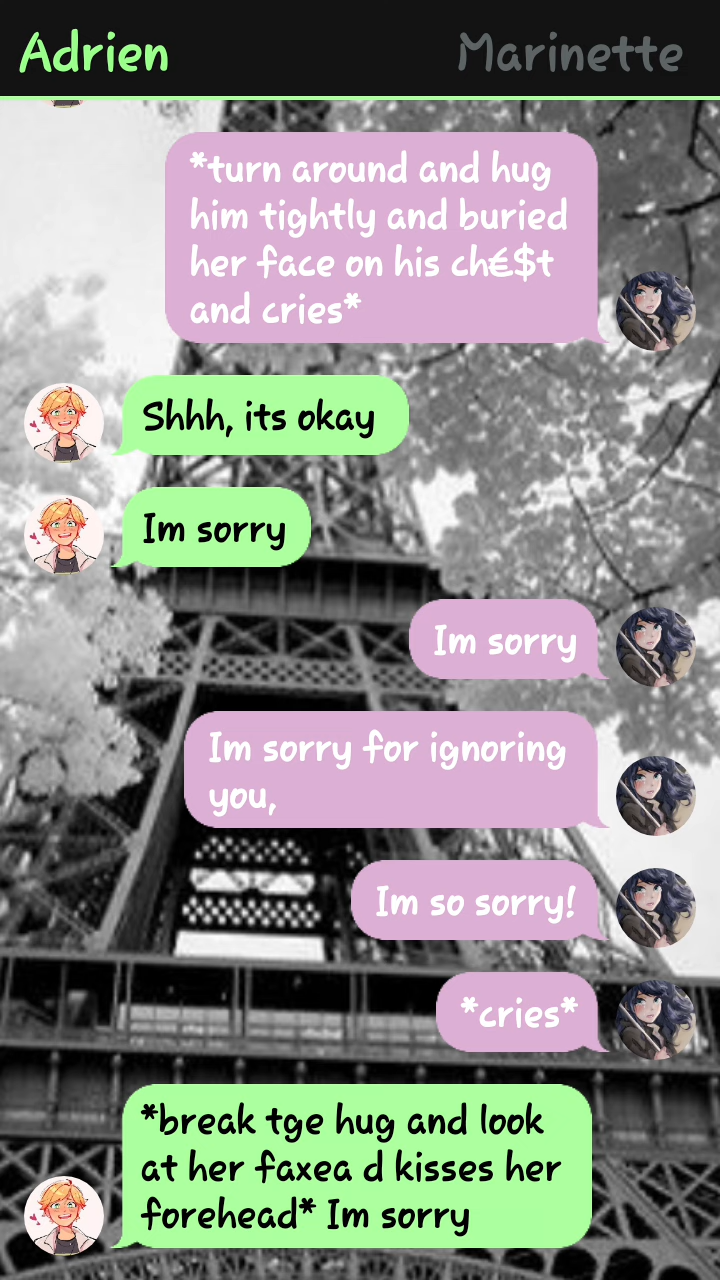 Adrien Marinette
*turn around and hug
him tightly and buried
her face on his ch€$t
and cries*
Shhh, its okay
Im sorry
Im sorry
Im sorry for ignoring
you,
Im so sorry!
*cries*
*break tge hug and look
at her faxea d kisses her
forehead* Im sorry